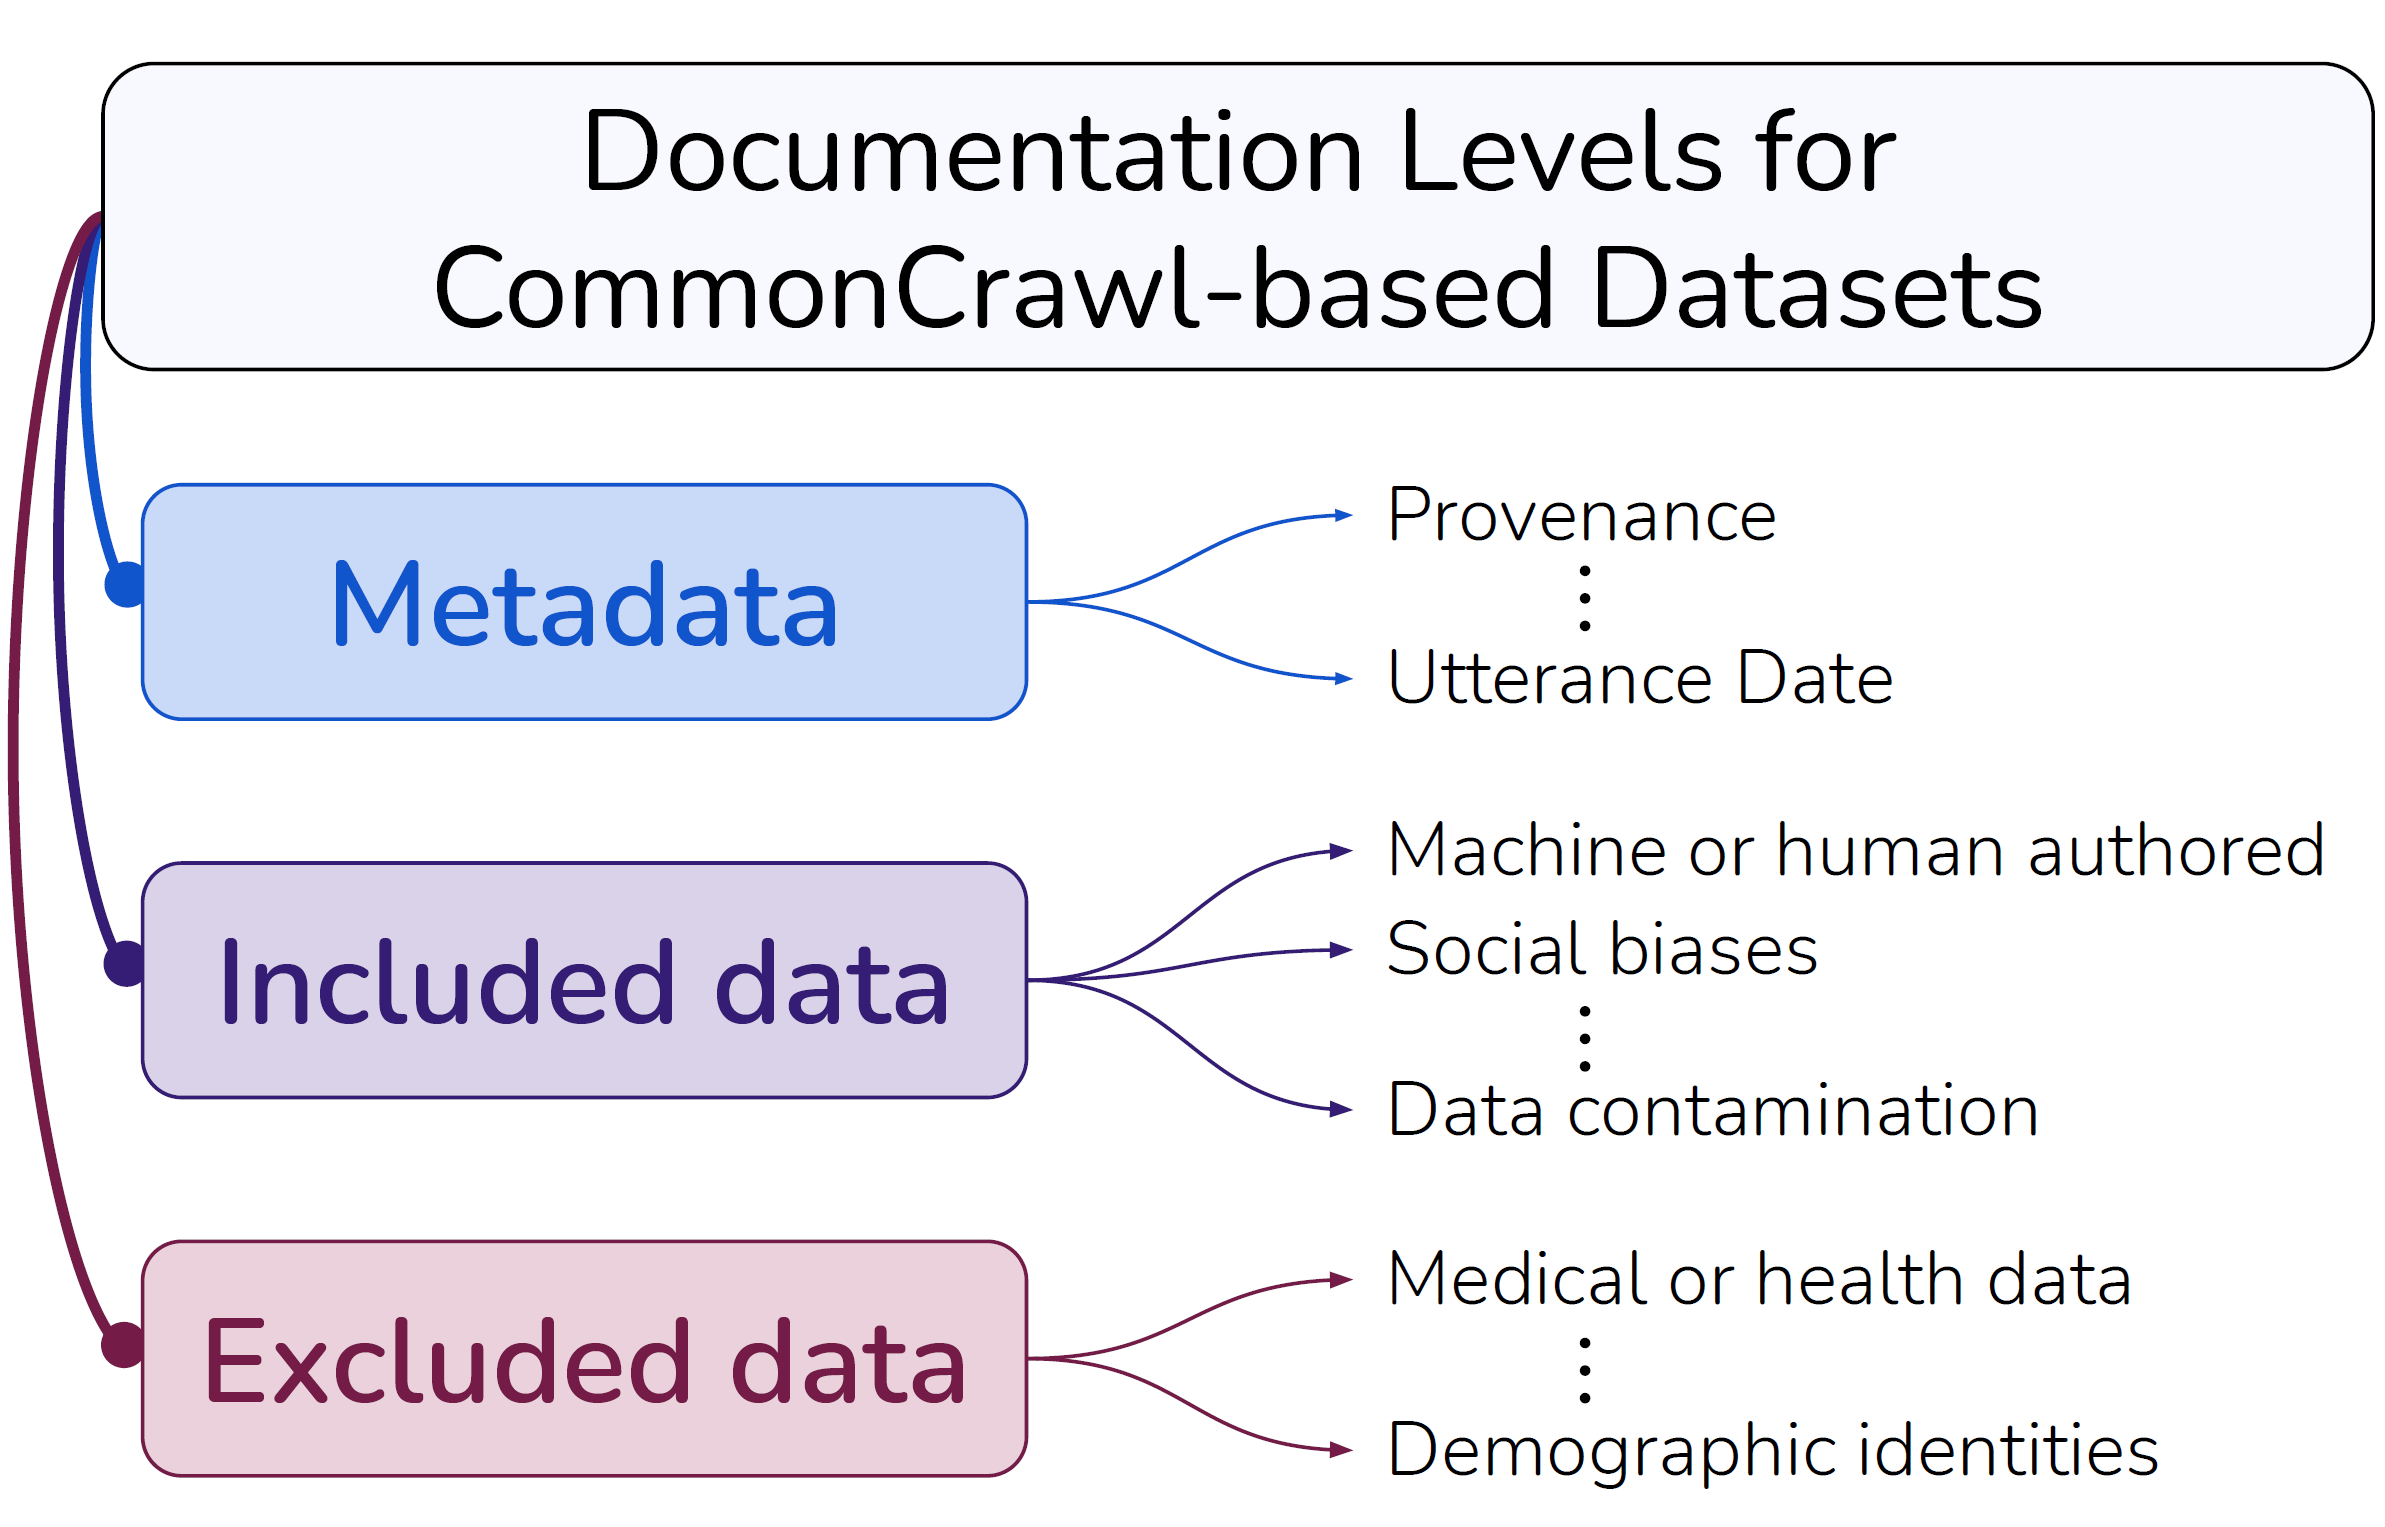 Documentation Levels for
CommonCrawl-based Datasets
Metadata
Provenance
Utterance Date
Included data
Machine or human authored
Social biases
Data contamination
Excluded data
Medical or health data
Demographic identities